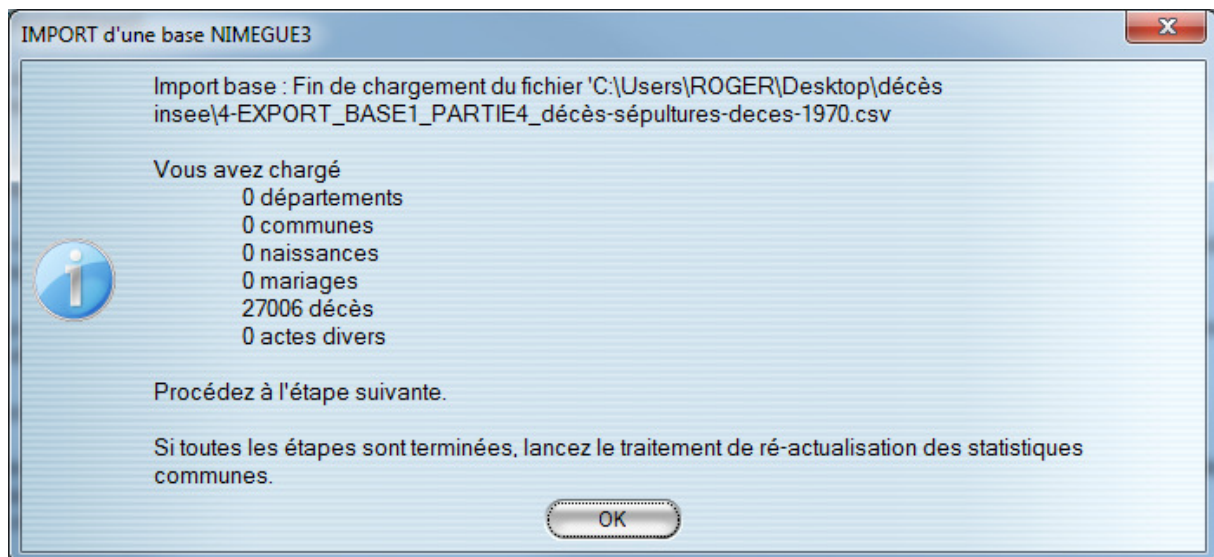 IMPORT d'une base NIMEGUE3
Import base : Fin de chargement du fichier 'C:\Users\ROGER\Desktop\décès
insee\4-EXPORT_BASE1_PARTIE4_décès-sépultures-deces-1970.csv
Vous avez chargé
0 départements
0 communes
0 naissances
0 mariages
27006 décès
0 actes divers
Procédez à l'étape suivante.
Si toutes les étapes sont terminées, lancez le traitement de ré-actualisation des statistiques
communes.
OK